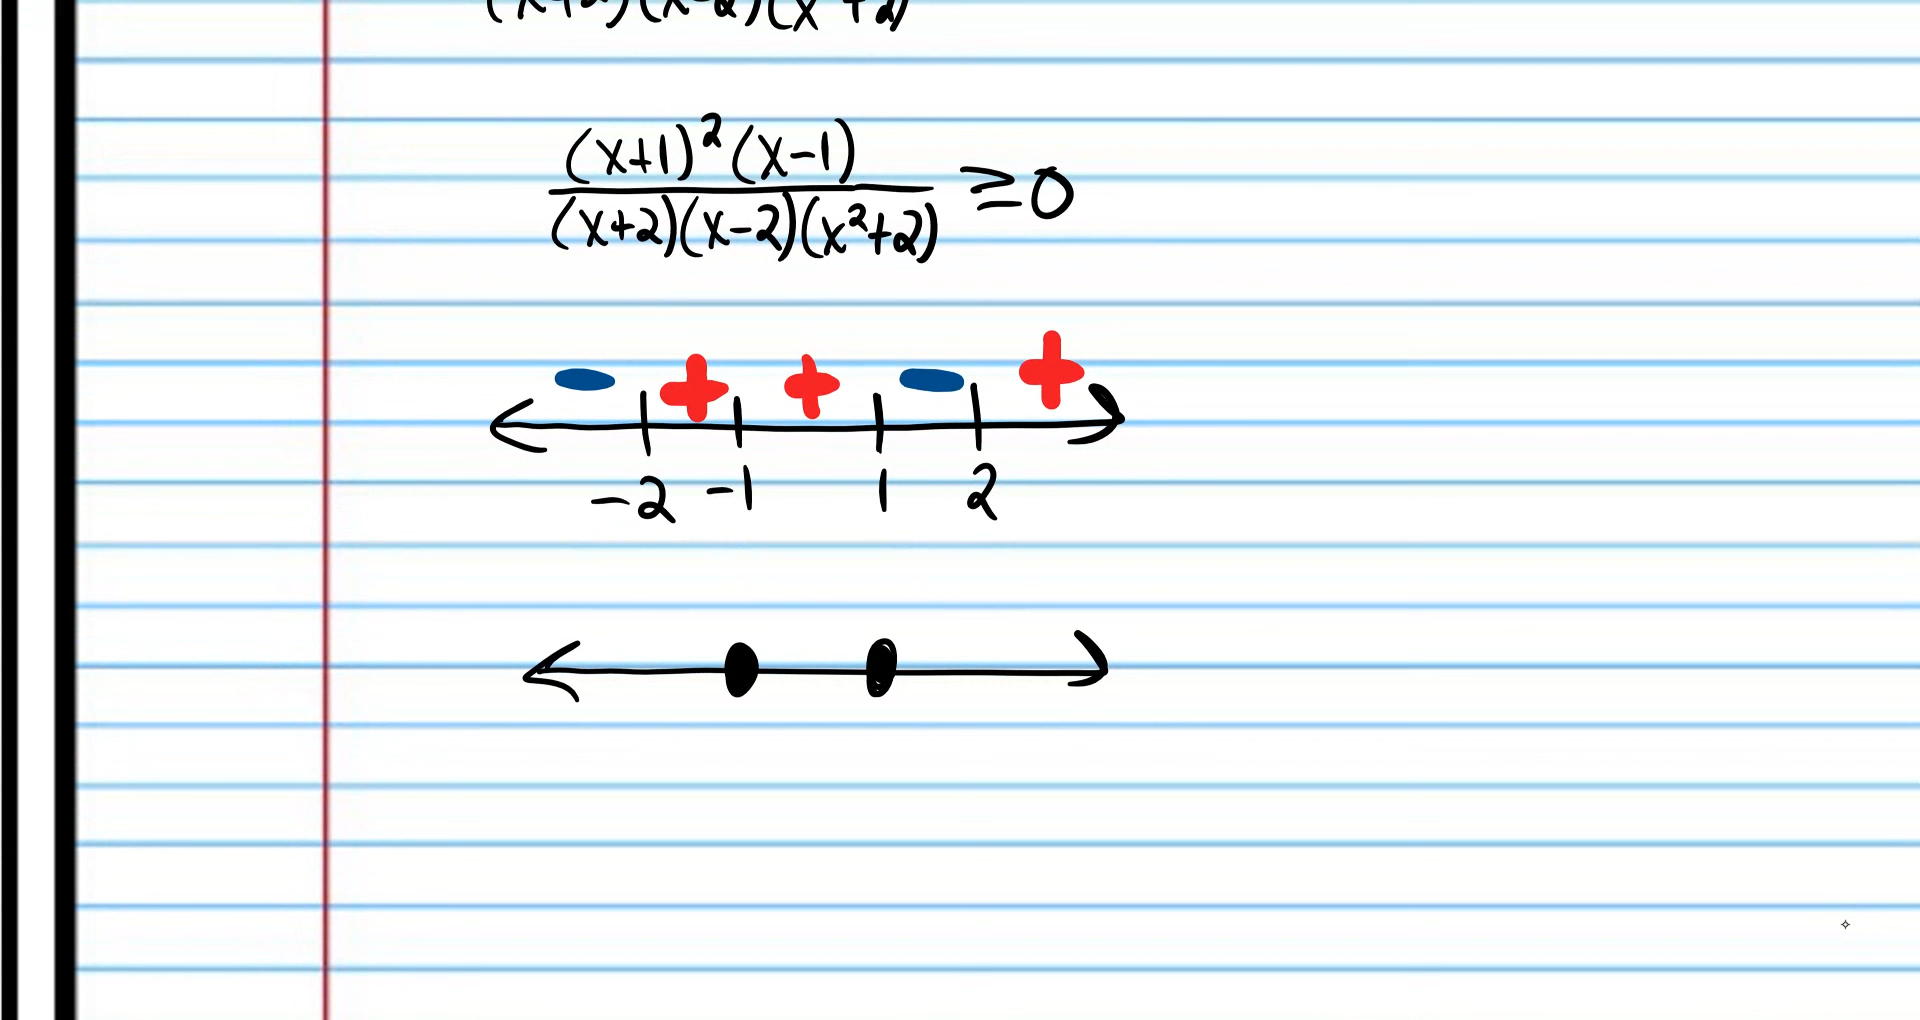 (x+1)²(x-1)
(x+2)(x-2)(x²+2) ≥0
- + + - +
-2 -1 1 2